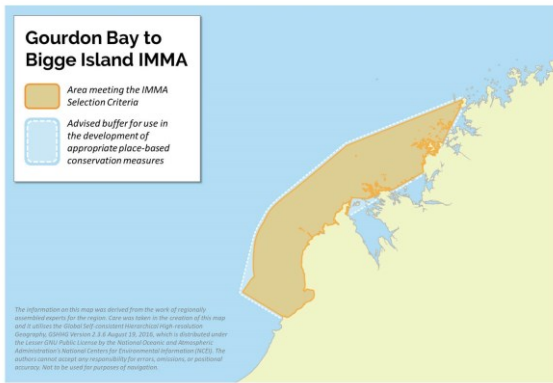 Gourdon Bay to
Bigge Island IMMA
Area meeting the IMMA
Selection Criteria
Advised buffer for use in
the development of
appropriate place-based
conservation measures
The information on this map was derived from the work of regionally
assembled experts for the region. Care was taken in the creation of this map
and it utilises the Global Self-consistent Hierarchical High-resolution
Geography, GSHHG Version 2.3.6 August 19, 2016, which is distributed under
the Lesser GNU Public License by the National Oceanic and Atmospheric
Administration's National Centers for Environmental Information (NCEI). The
authors cannot accept any responsibility for errors, omissions, or positional
accuracy. Not to be used for purposes of navigation.